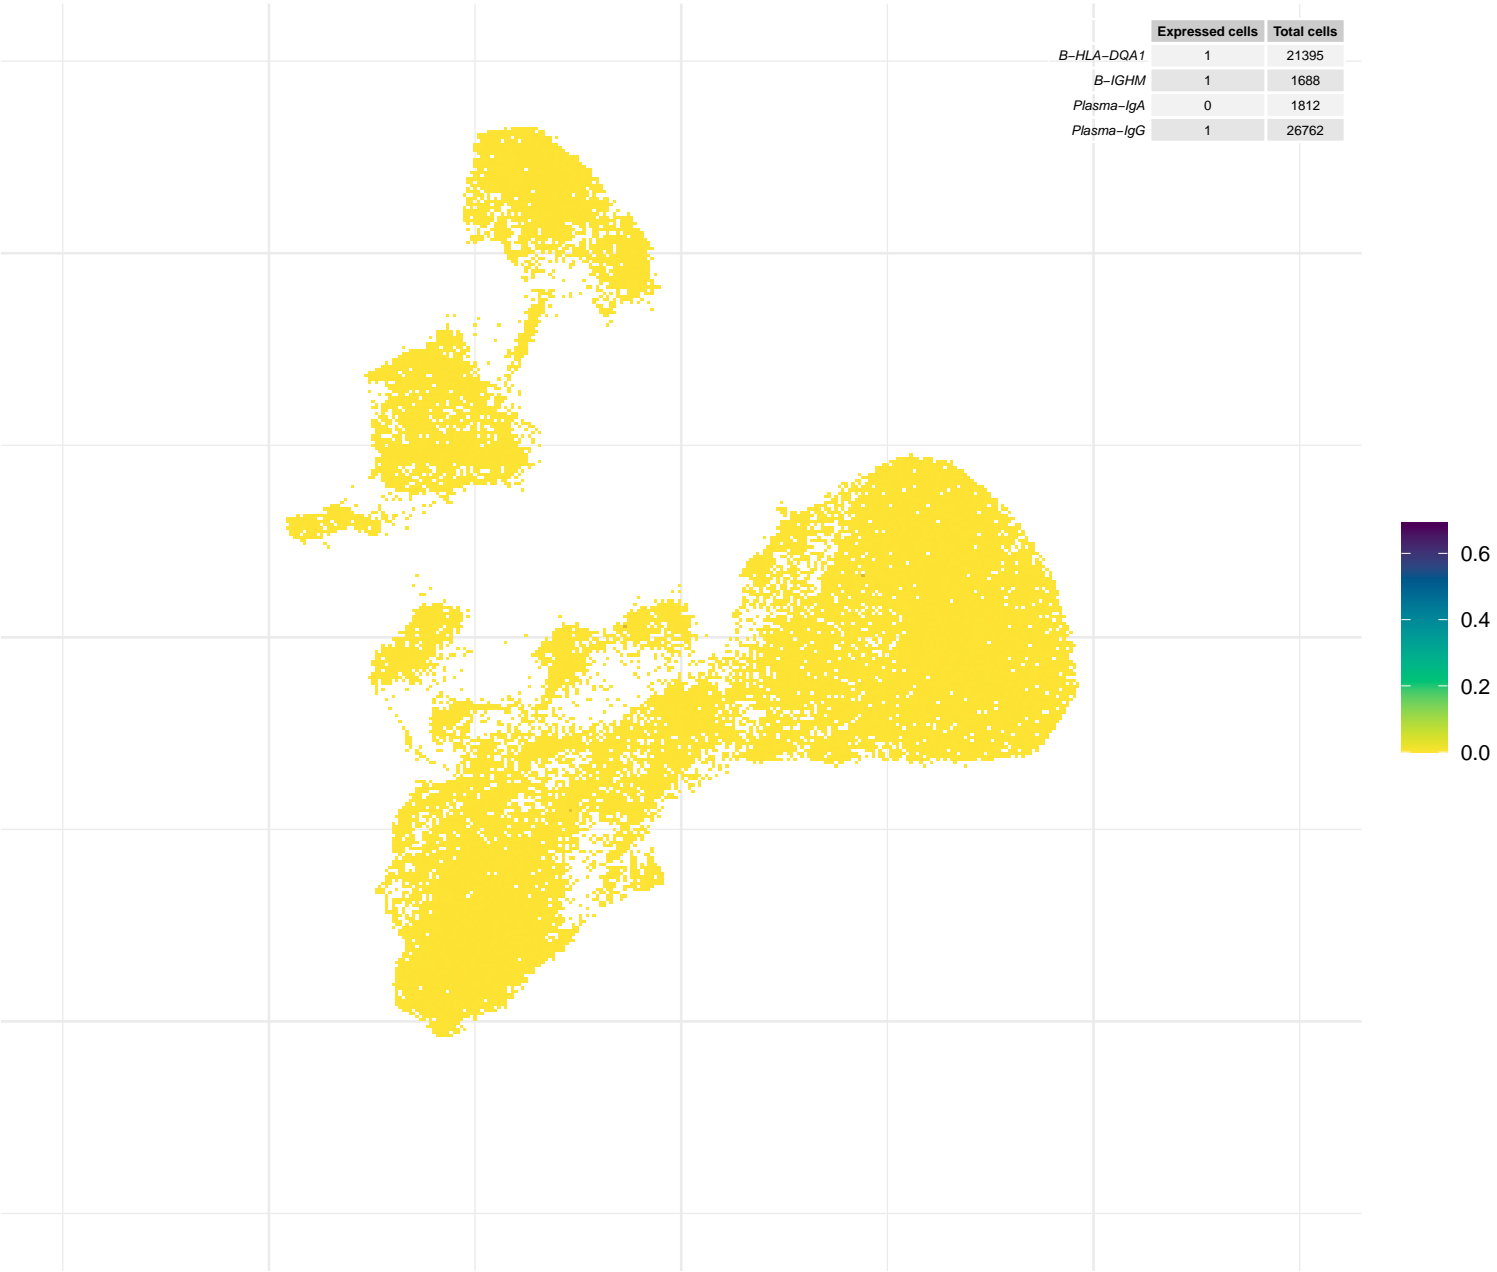 Expressed cells Total cells
B−HLA−DQA1 1 21395
B−IGHM 1 1688
Plasma−IgA 0 1812
Plasma−IgG 1 26762
0.6
0.4
0.2
0.0